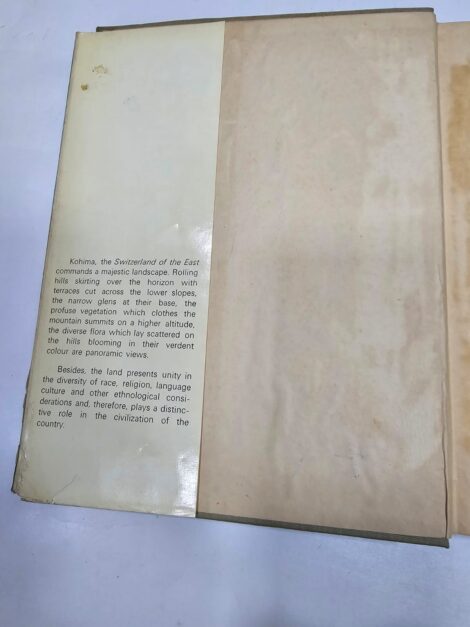 Kohima, the Switzerland of the East
commands a majestic landscape. Rolling
hills skirting over the horizon with
terraces cut across the lower slopes,
the narrow glens at their base, the
profuse vegetation which clothes the
mountain summits on a higher altitude,
the diverse flora which lay scattered on
the hills blooming in their verdent
colour are panoramic views.
Besides, the land presents unity in
the diversity of race, religion, language
culture and other ethnological consi-
derations and, therefore, plays a distinc-
tive role in the civilization of the
country.